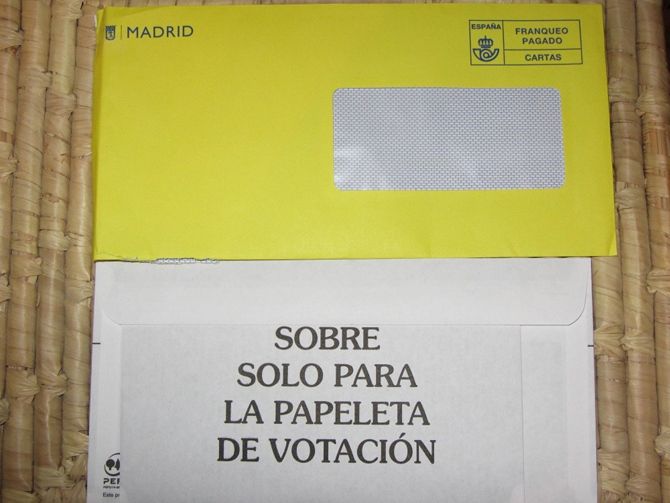 MADRID
ESPAÑA
FRANQUEO
PAGADO
CARTAS
SOBRE
SOLO PARA
LA PAPELETA
DE VOTACIÓN